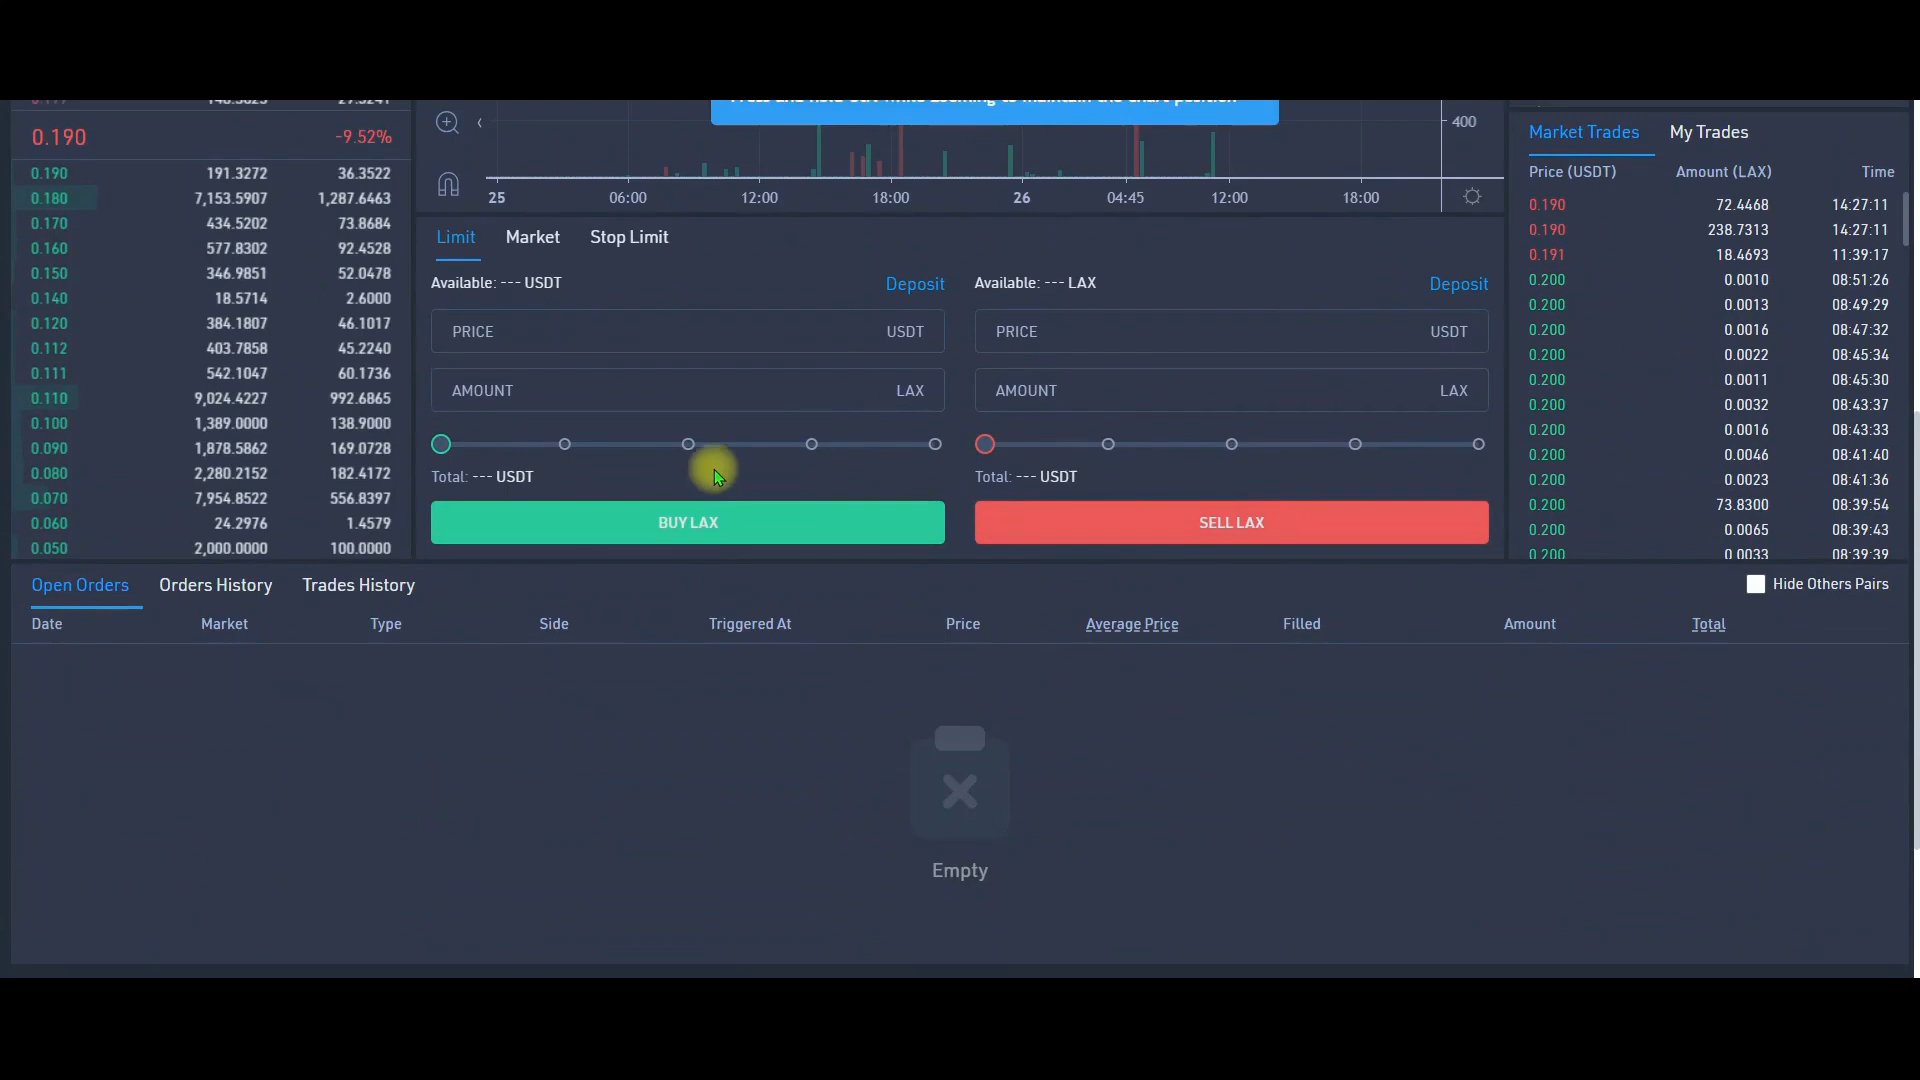 0.190 -9.52%
0.190 191.3272 36.3522
0.180 7,153.5907 1,287.6463
0.170 434.5202 73.8684
0.160 577.8302 92.4528
0.150 346.9851 52.0478
0.140 18.5714 2.6000
0.120 384.1807 46.1017
0.112 403.7858 45.2240
0.111 542.1047 60.1736
0.110 9,024.4227 992.6865
0.100 1,389.0000 138.9000
0.090 1,878.5862 169.0728
0.080 2,280.2152 182.4172
0.070 7,954.8522 556.8397
0.060 24.2976 1.4579
0.050 2,000.0000 100.0000
400
25 06:00 12:00 18:00 26 04:45 12:00 18:00
Limit Market Stop Limit
Available: --- USDT Deposit
PRICE USDT
AMOUNT LAX
Total: --- USDT
BUY LAX
Available: --- LAX Deposit
PRICE USDT
AMOUNT LAX
Total: --- USDT
SELL LAX
Market Trades My Trades
Price (USDT) Amount (LAX) Time
0.190 72.4468 14:27:11
0.190 238.7313 14:27:11
0.191 18.4693 11:39:17
0.200 0.0010 08:51:26
0.200 0.0013 08:49:29
0.200 0.0016 08:47:32
0.200 0.0022 08:45:34
0.200 0.0011 08:45:30
0.200 0.0032 08:43:37
0.200 0.0016 08:43:33
0.200 0.0046 08:41:40
0.200 0.0023 08:41:36
0.200 73.8300 08:39:54
0.200 0.0065 08:39:43
0.200 0.0033 08:39:39
Open Orders Orders History Trades History Hide Others Pairs
Date Market Type Side Triggered At Price Average Price Filled Amount Total
Empty